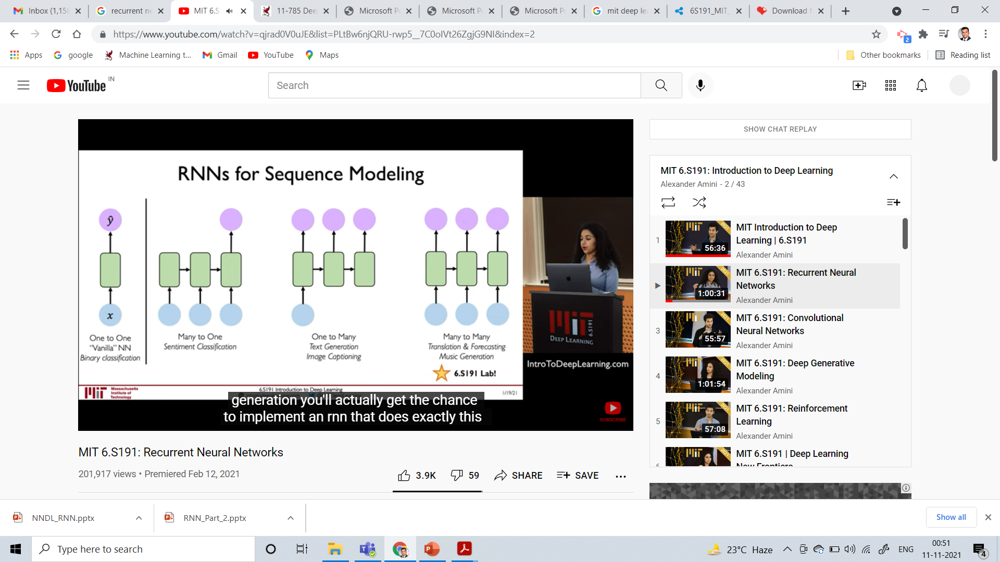 Inbox (1,158
recurrent ne
MIT 6.S
11-785 Dee
Microsoft P
Microsoft Po
Microsoft Po
mit deep le
6S191_MIT_
Download f
https://www.youtube.com/watch?v=qjrad0V0uJE&list=PLtBw6njQRU-rwp5__7C0oIVt26ZgjG9NI&index=2
2
Apps
google
Machine Learning t...
Gmail
YouTube
Maps
Other bookmarks
Reading list
YouTube IN
Search
RNNs for Sequence Modeling
ŷ
x
One to One
"Vanilla" NN
Binary classification
Many to One
Sentiment Classification
One to Many
Text Generation
Image Captioning
Many to Many
Translation & Forecasting
Music Generation
6.S191 Lab!
Massachusetts
Institute of
Technology
6.S191 Introduction to Deep Learning
1/19/21
MiT 6.S191
DEEP LEARNING
IntroToDeepLearning.com
SUBSCRIBE
generation you'll actually get the chance
to implement an rnn that does exactly this
MIT 6.S191: Recurrent Neural Networks
201,917 views • Premiered Feb 12, 2021
3.9K
59
SHARE
SAVE
SHOW CHAT REPLAY
MIT 6.S191: Introduction to Deep Learning
Alexander Amini - 2 / 43
1
56:36
MIT Introduction to Deep
Learning | 6.S191
Alexander Amini
1:00:31
MIT 6.S191: Recurrent Neural
Networks
Alexander Amini
3
55:57
MIT 6.S191: Convolutional
Neural Networks
Alexander Amini
4
1:01:54
MIT 6.S191: Deep Generative
Modeling
Alexander Amini
5
57:08
MIT 6.S191: Reinforcement
Learning
Alexander Amini
6
MIT 6.S191 | Deep Learning
New Frontiers
NNDL_RNN.pptx
RNN_Part_2.pptx
Show all
Type here to search
23°C Haze
ENG
00:51
11-11-2021
4